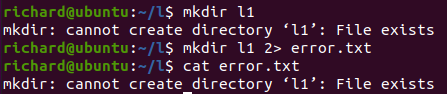 richard@ubuntu:~/l$ mkdir l1
mkdir: cannot create directory ‘l1’: File exists
richard@ubuntu:~/l$ mkdir l1 2> error.txt
richard@ubuntu:~/l$ cat error.txt
mkdir: cannot create directory ‘l1’: File exists